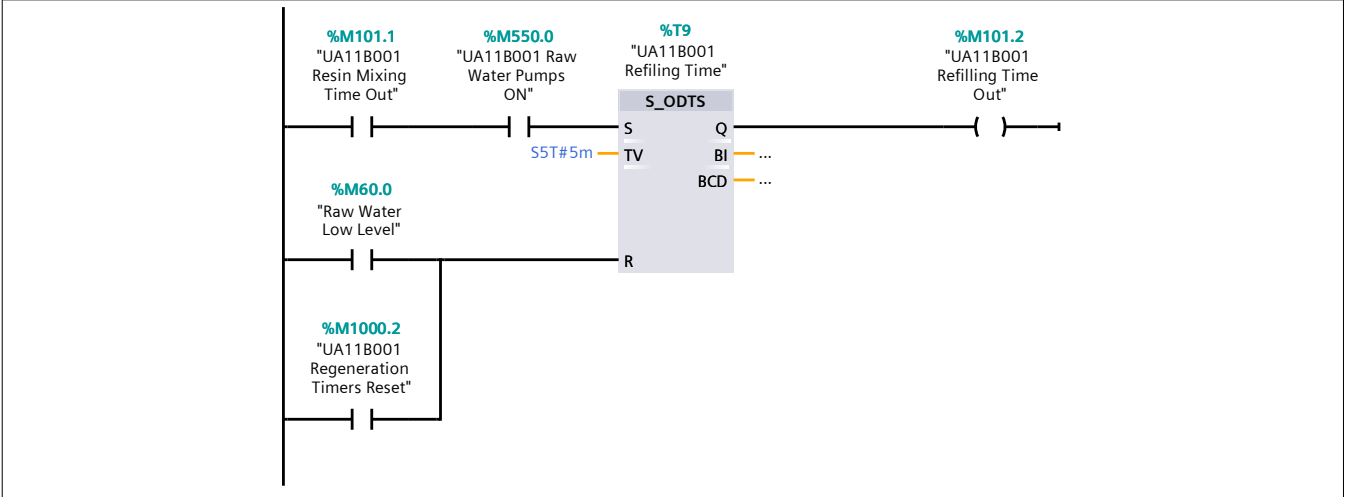 %M101.1
"UA11B001
Resin Mixing
Time Out"
%M550.0
"UA11B001 Raw
Water Pumps
ON"
%T9
"UA11B001
Refiling Time"
%M101.2
"UA11B001
Refilling Time
Out"
S_ODTS
S Q
S5T#5m TV BI ...
BCD ...
%M60.0
"Raw Water
Low Level"
R
%M1000.2
"UA11B001
Regeneration
Timers Reset"